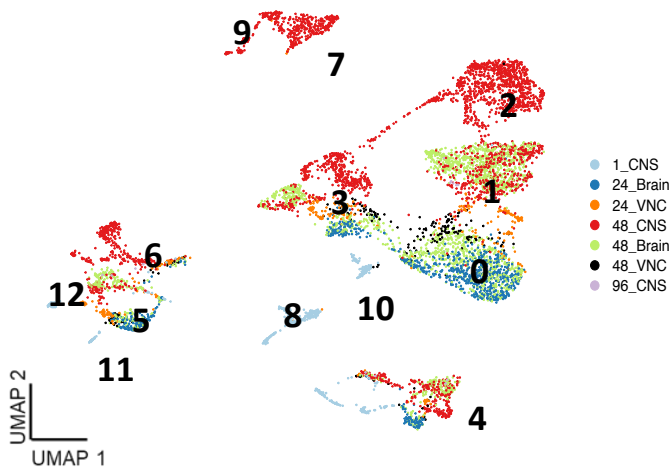 9
7
2
1
3
0
6
12
5
8
10
11
4
1_CNS
24_Brain
24_VNC
48_CNS
48_Brain
48_VNC
96_CNS
UMAP 2
UMAP 1